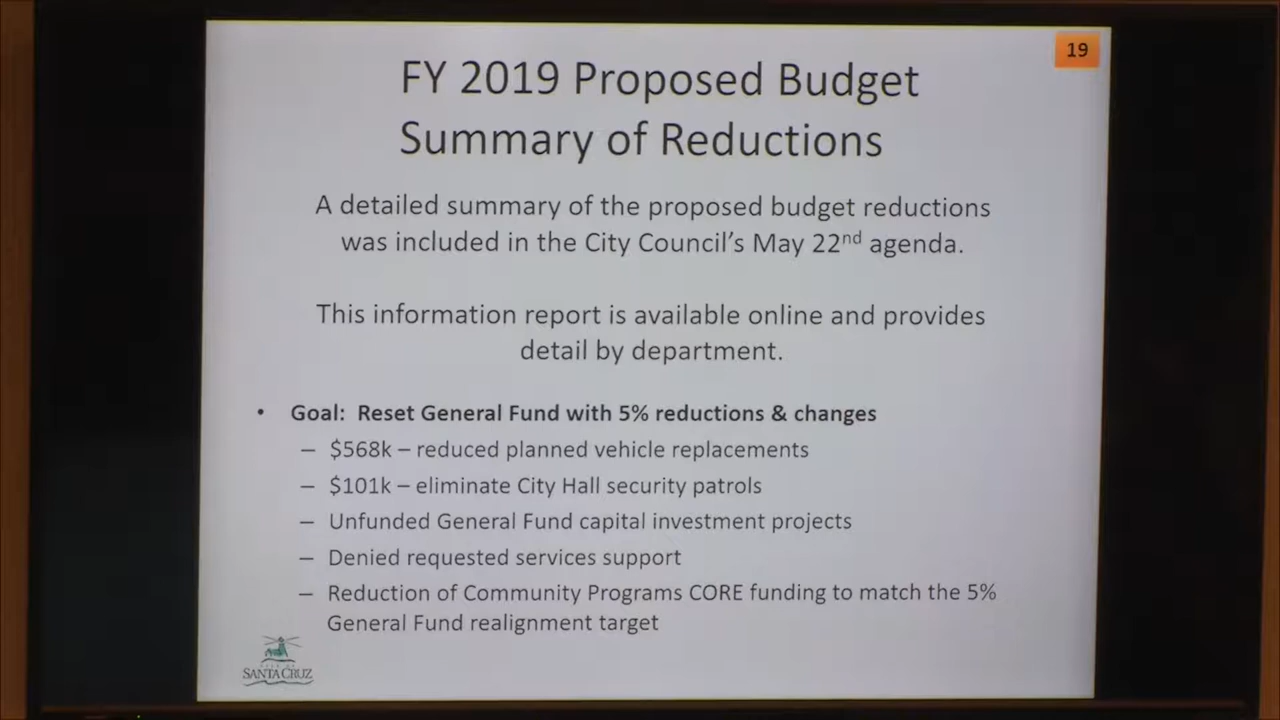 19
FY 2019 Proposed Budget
Summary of Reductions
A detailed summary of the proposed budget reductions
was included in the City Council's May 22nd agenda.
This information report is available online and provides
detail by department.
• Goal: Reset General Fund with 5% reductions & changes
– $568k – reduced planned vehicle replacements
– $101k – eliminate City Hall security patrols
– Unfunded General Fund capital investment projects
– Denied requested services support
– Reduction of Community Programs CORE funding to match the 5%
General Fund realignment target
SANTA CRUZ